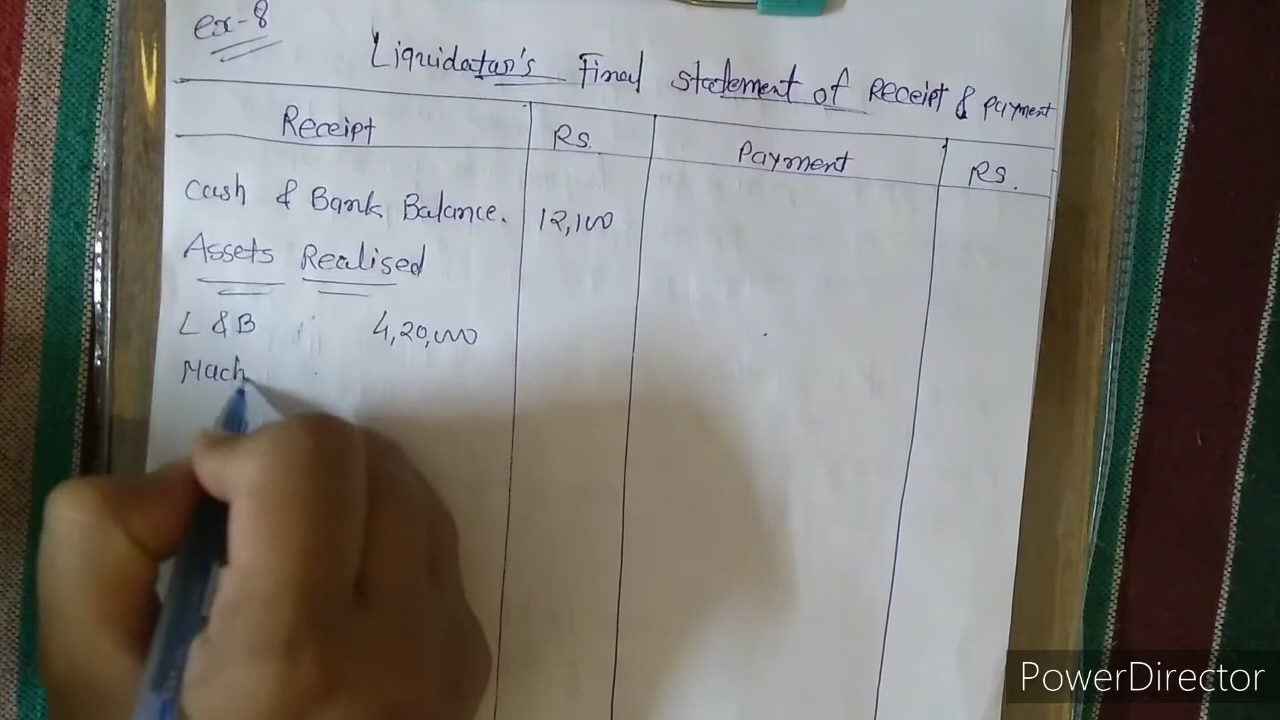 ex-8
Liquidator's Final statement of Receipt & Payment
Receipt Rs. Payment Rs.
Cash & Bank Balance. 12,100
Assets Realised
L & B 4,20,000
Mach
PowerDirector